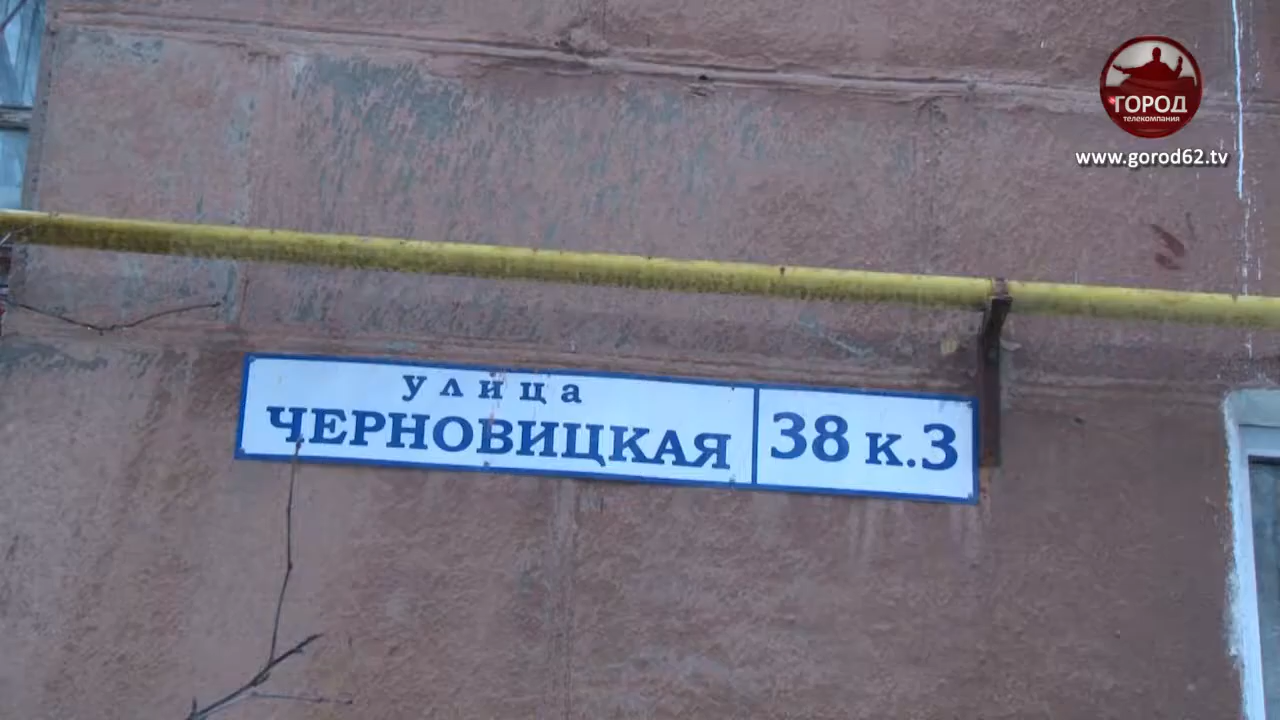 ГОРОД
телекомпания
www.gorod62.tv
улица
ЧЕРНОВИЦКАЯ
38 к.3